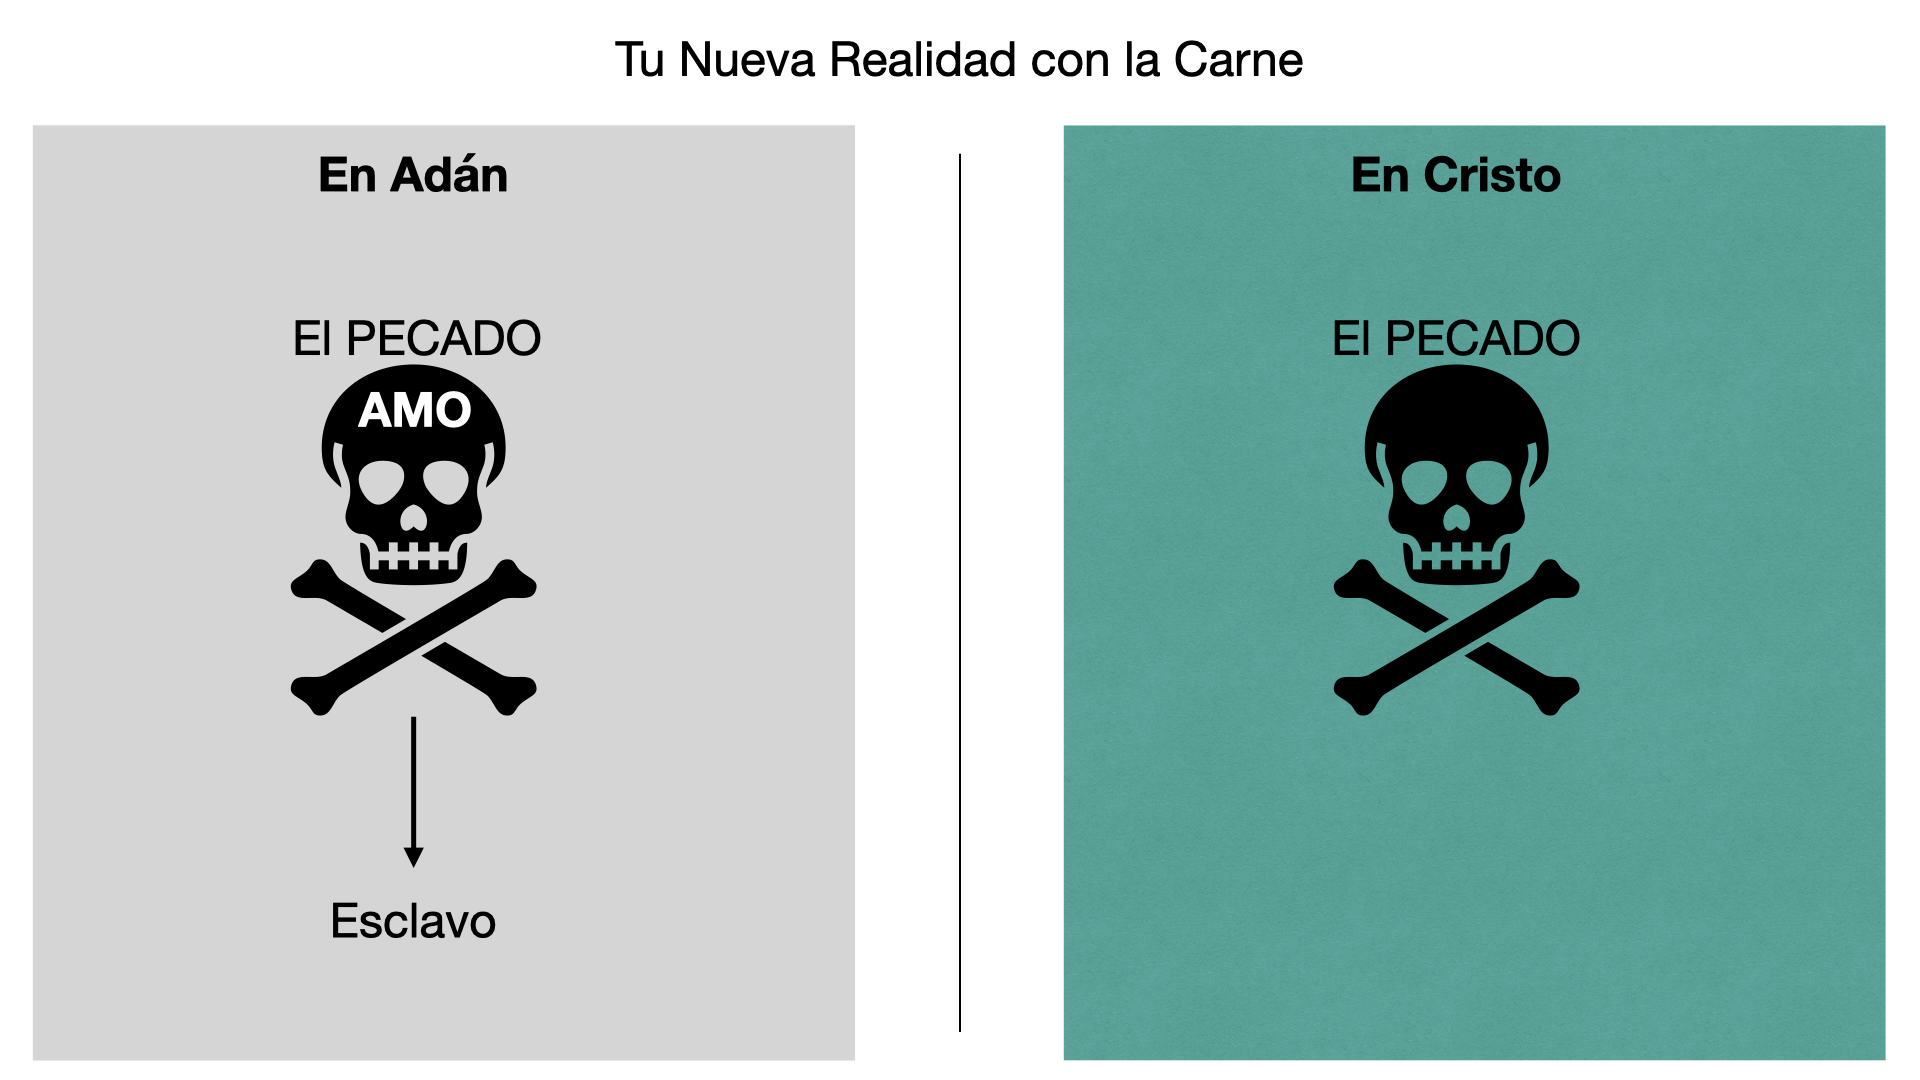 Tu Nueva Realidad con la Carne
En Adán
El PECADO
AMO
Esclavo
En Cristo
El PECADO